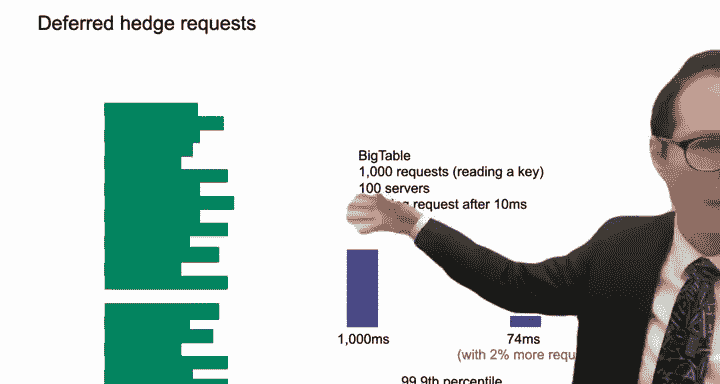 Deferred hedge requests
BigTable
1,000 requests (reading a key)
100 servers
request after 10ms
1,000ms
74ms
(with 2% more
99.9th percentile